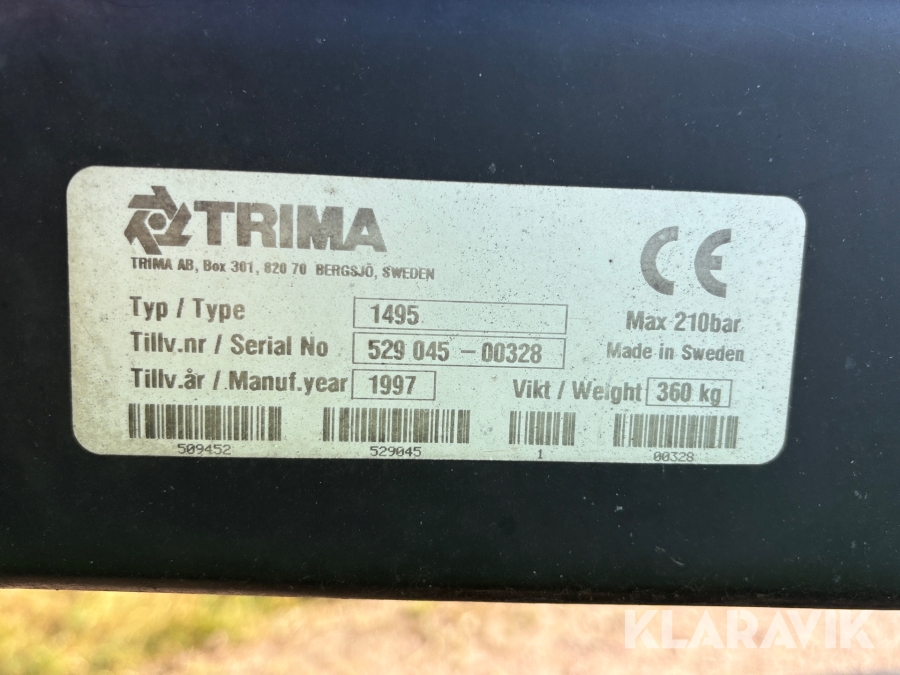 TRIMA
TRIMA AB, Box 301, 820 70 BERGSJÖ, SWEDEN
CE
Typ / Type 1495
Max 210bar
Tillv.nr / Serial No 529 045 - 00328
Made in Sweden
Tillv.år / Manuf.year 1997
Vikt / Weight 360 kg
509452 529045 1 00328
KLARAVIK